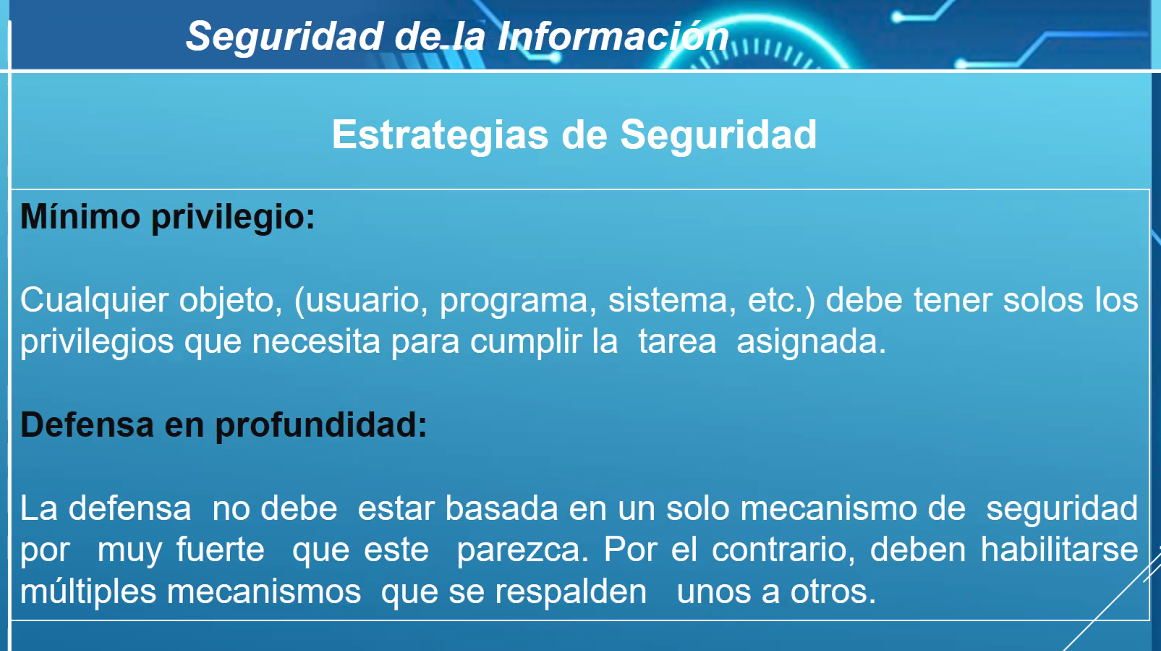 Seguridad de la Información
Estrategias de Seguridad
Mínimo privilegio:
Cualquier objeto, (usuario, programa, sistema, etc.) debe tener solos los
privilegios que necesita para cumplir la tarea asignada.
Defensa en profundidad:
La defensa no debe estar basada en un solo mecanismo de seguridad
por muy fuerte que este parezca. Por el contrario, deben habilitarse
múltiples mecanismos que se respalden unos a otros.